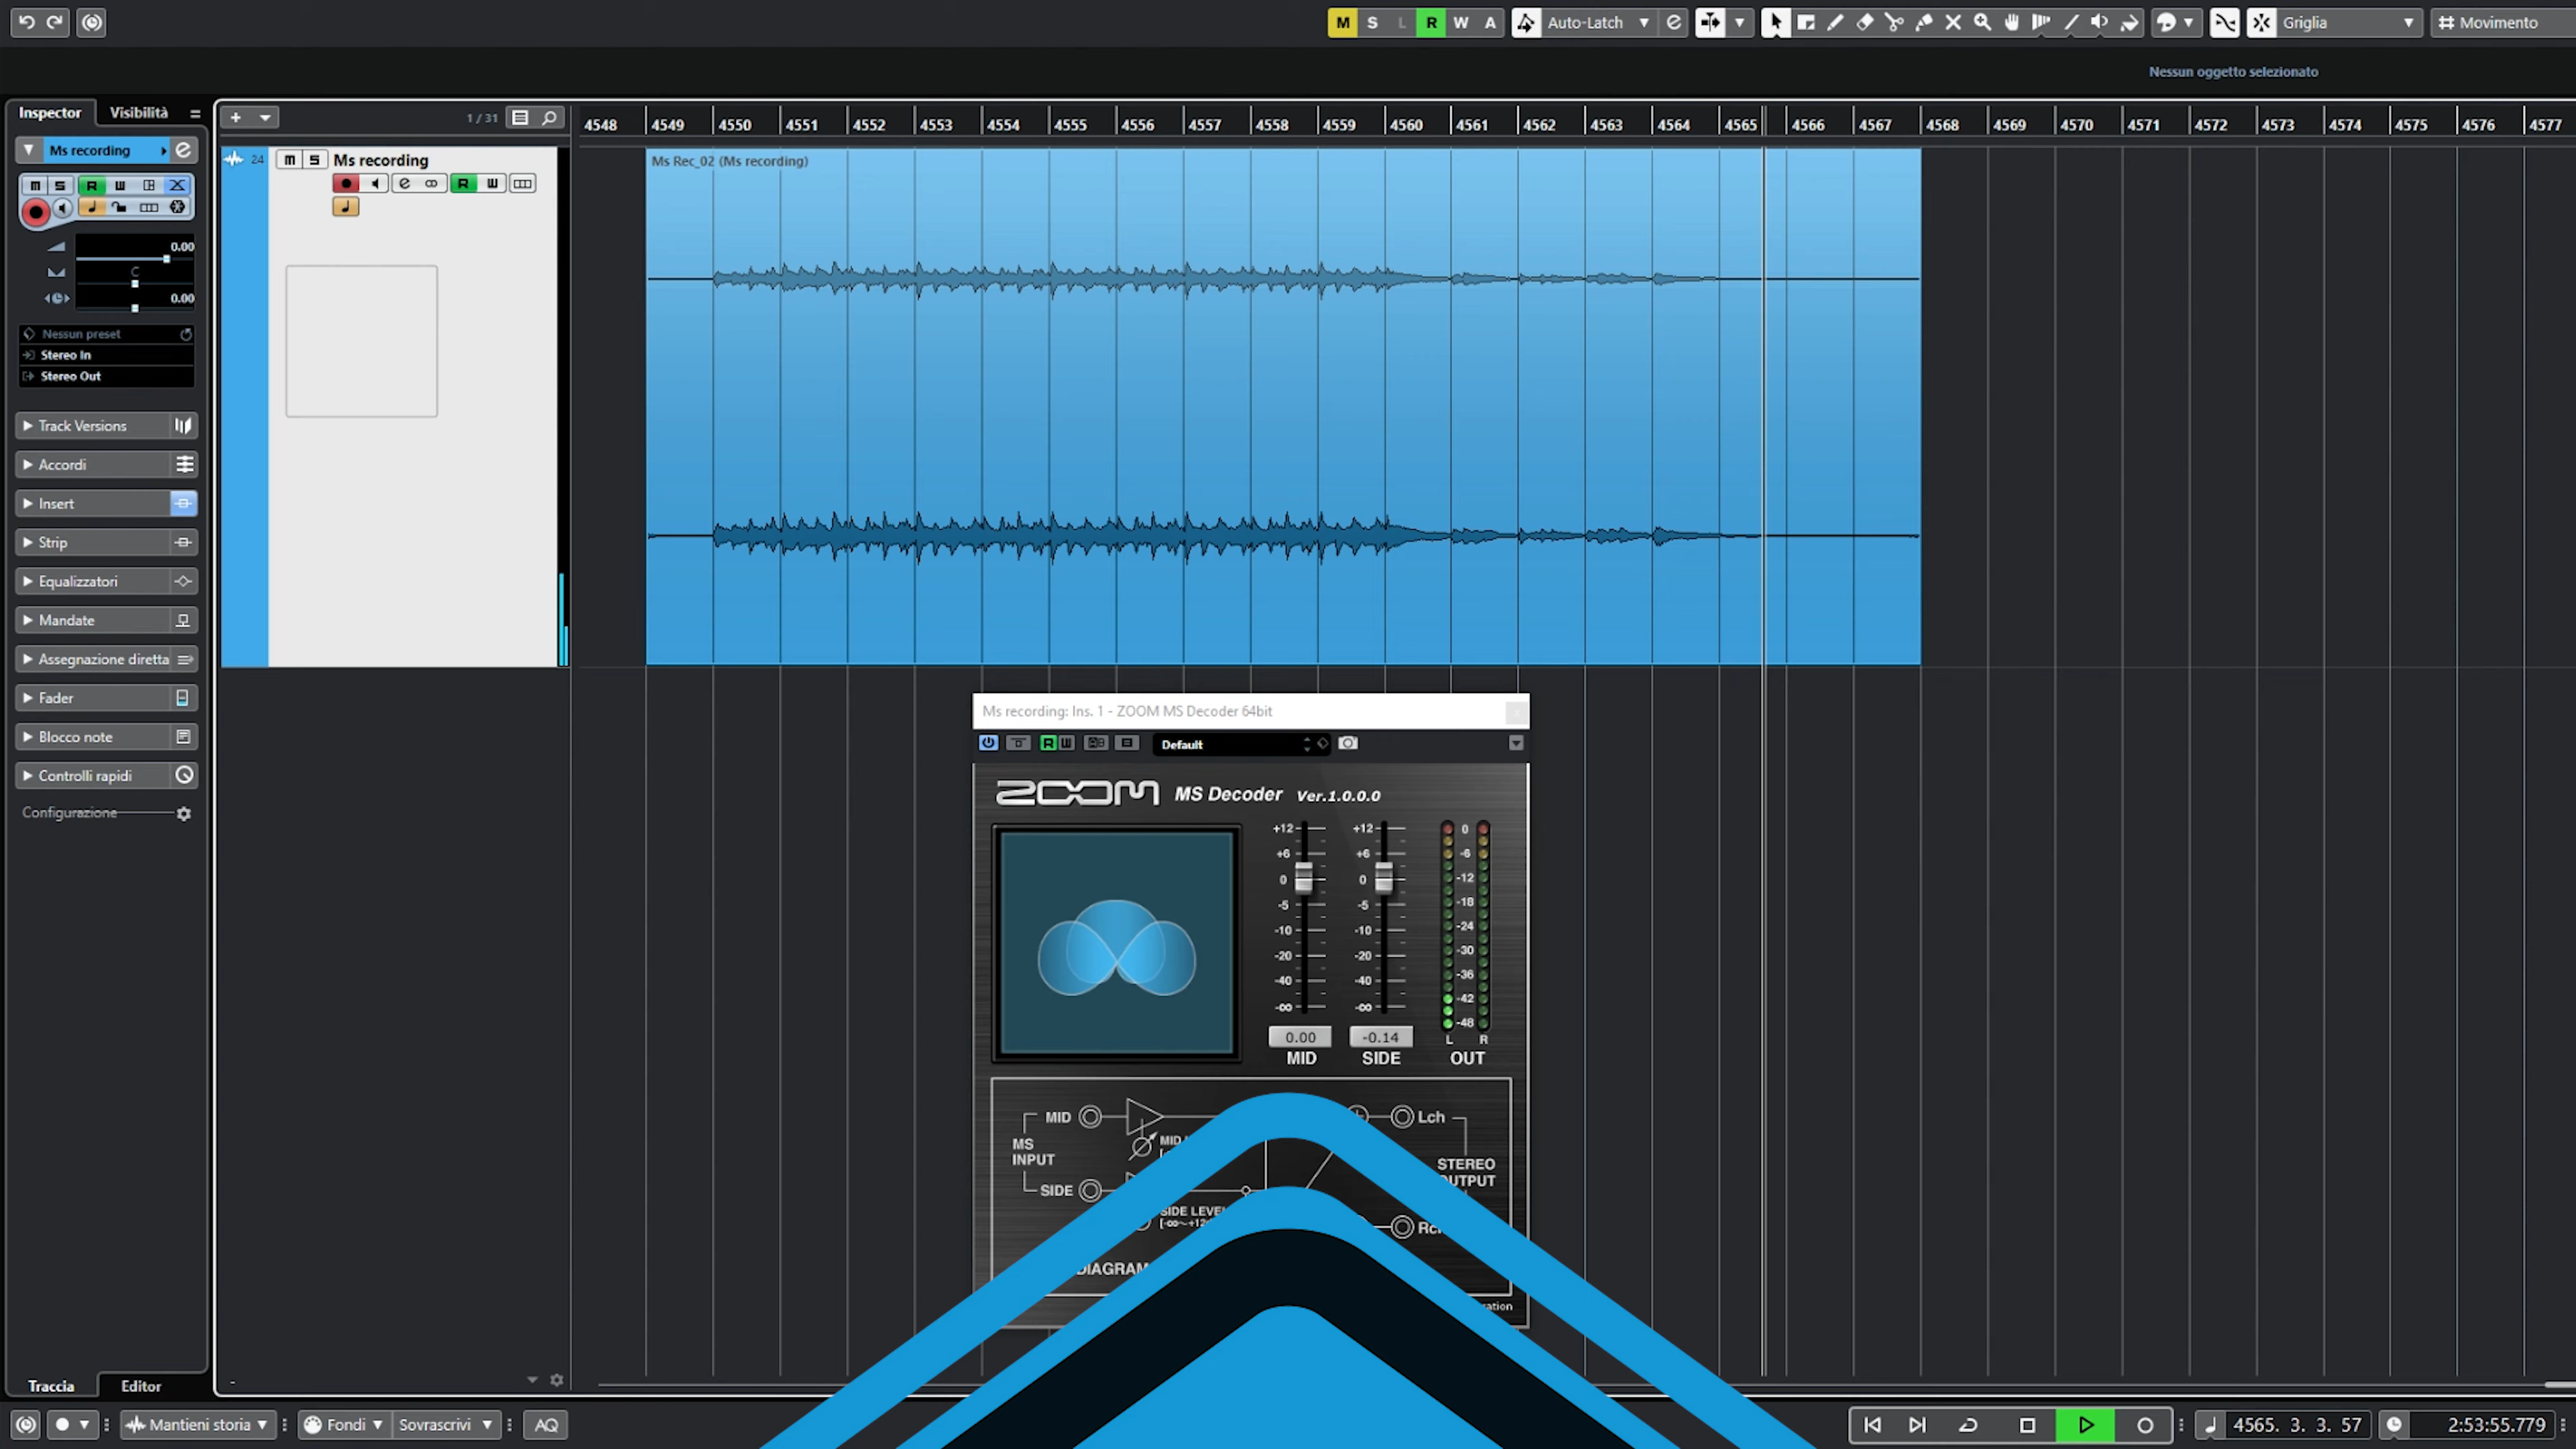 M S L R W A Auto-Latch Griglia Movimento
Nessun oggetto selezionato
Inspector Visibilità
1 / 31
4548 4549 4550 4551 4552 4553 4554 4555 4556 4557 4558 4559 4560 4561 4562 4563 4564 4565 4566 4567 4568 4569 4570 4571 4572 4573 4574 4575 4576 4577
Ms recording
24 m S Ms recording
Ms Rec_02 (Ms recording)
m S R W
R W
0.00
C
0.00
Nessun preset
Stereo In
Stereo Out
Track Versions
Accordi
Insert
Strip
Equalizzatori
Mandate
Assegnazione diretta
Fader
Blocco note
Controlli rapidi
Configurazione
Ms recording: Ins. 1 - ZOOM MS Decoder 64bit
R W Default
ZOOM MS Decoder Ver.1.0.0.0
+12 +12 0
+6 +6 -6
0 0 -12
-5 -5 -18
-10 -10 -24
-20 -20 -30
-40 -40 -36
-∞ -∞ -42
-48
0.00 -0.14 L R
MID SIDE OUT
MID Lch
MS INPUT
MID
STEREO
SIDE
SIDE LEVE
DIAGRAM
Traccia Editor
Mantieni storia Fondi Sovrascrivi AQ
4565. 3. 3. 57 2:53:55.779